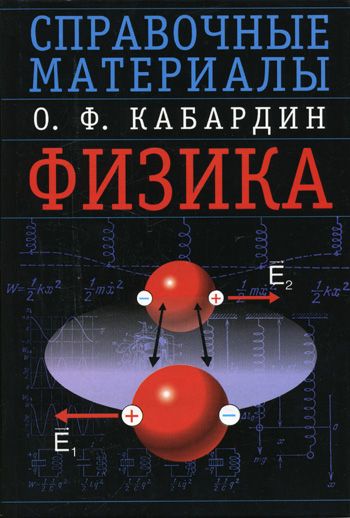 СПРАВОЧНЫЕ
МАТЕРИАЛЫ
О. Ф. КАБАРДИН
ФИЗИКА
E₂
− +
+ −
E₁